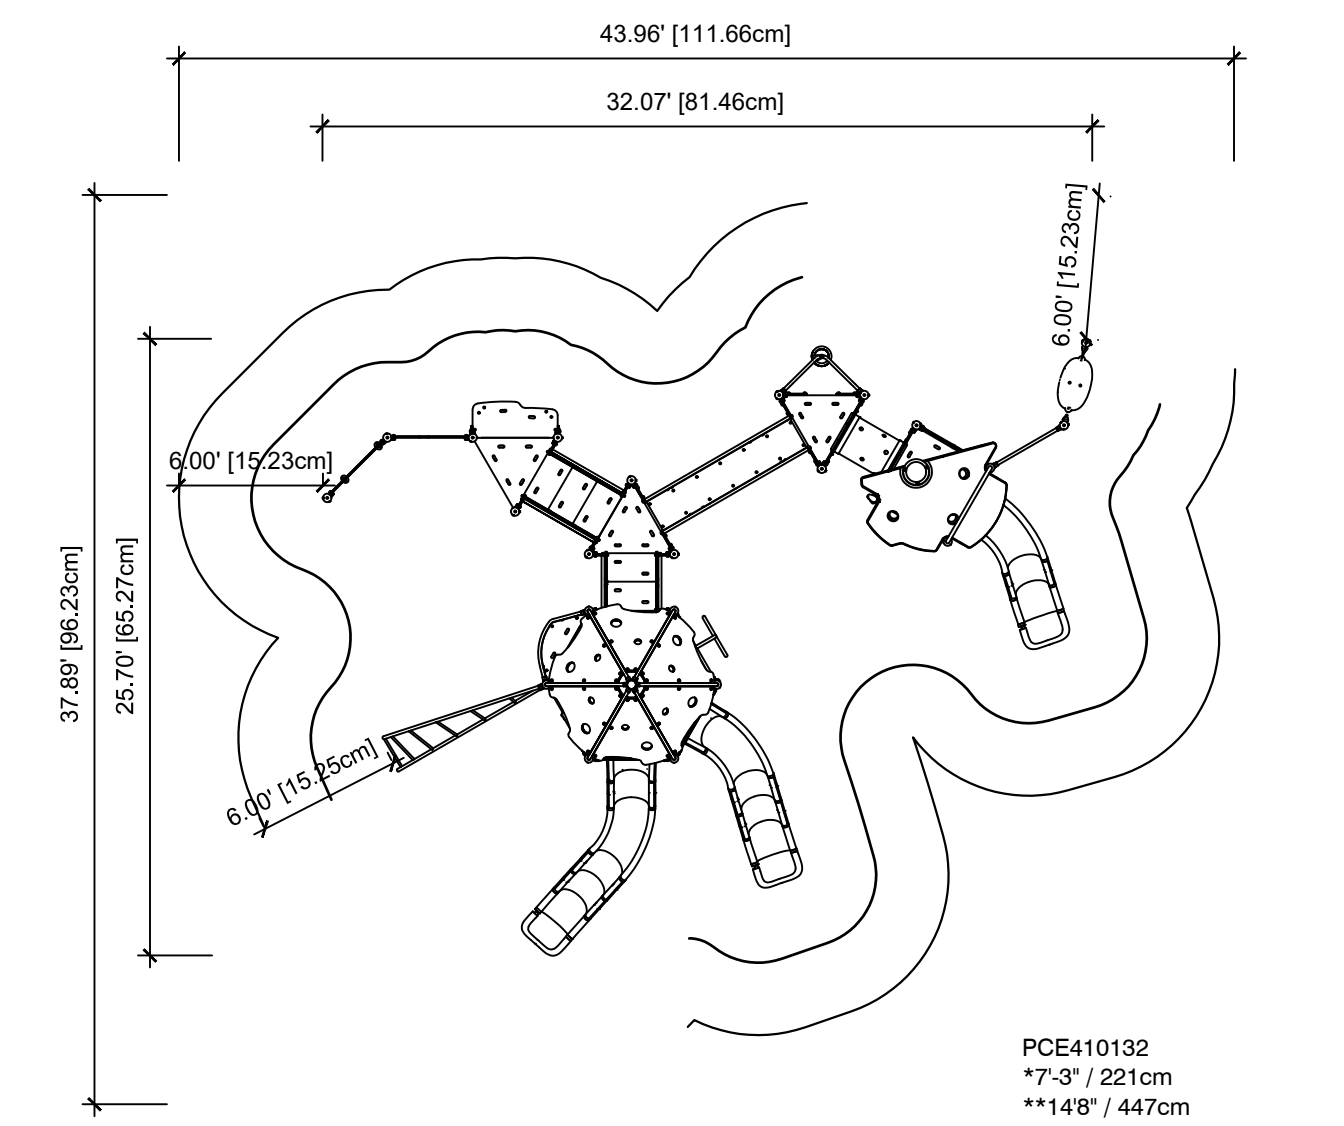 43.96' [111.66cm]
32.07' [81.46cm]
6.00' [15.23cm]
6.00' [15.23cm]
37.89' [96.23cm]
25.70' [65.27cm]
6.00' [15.25cm]
PCE410132
*7'-3" / 221cm
**14'8" / 447cm